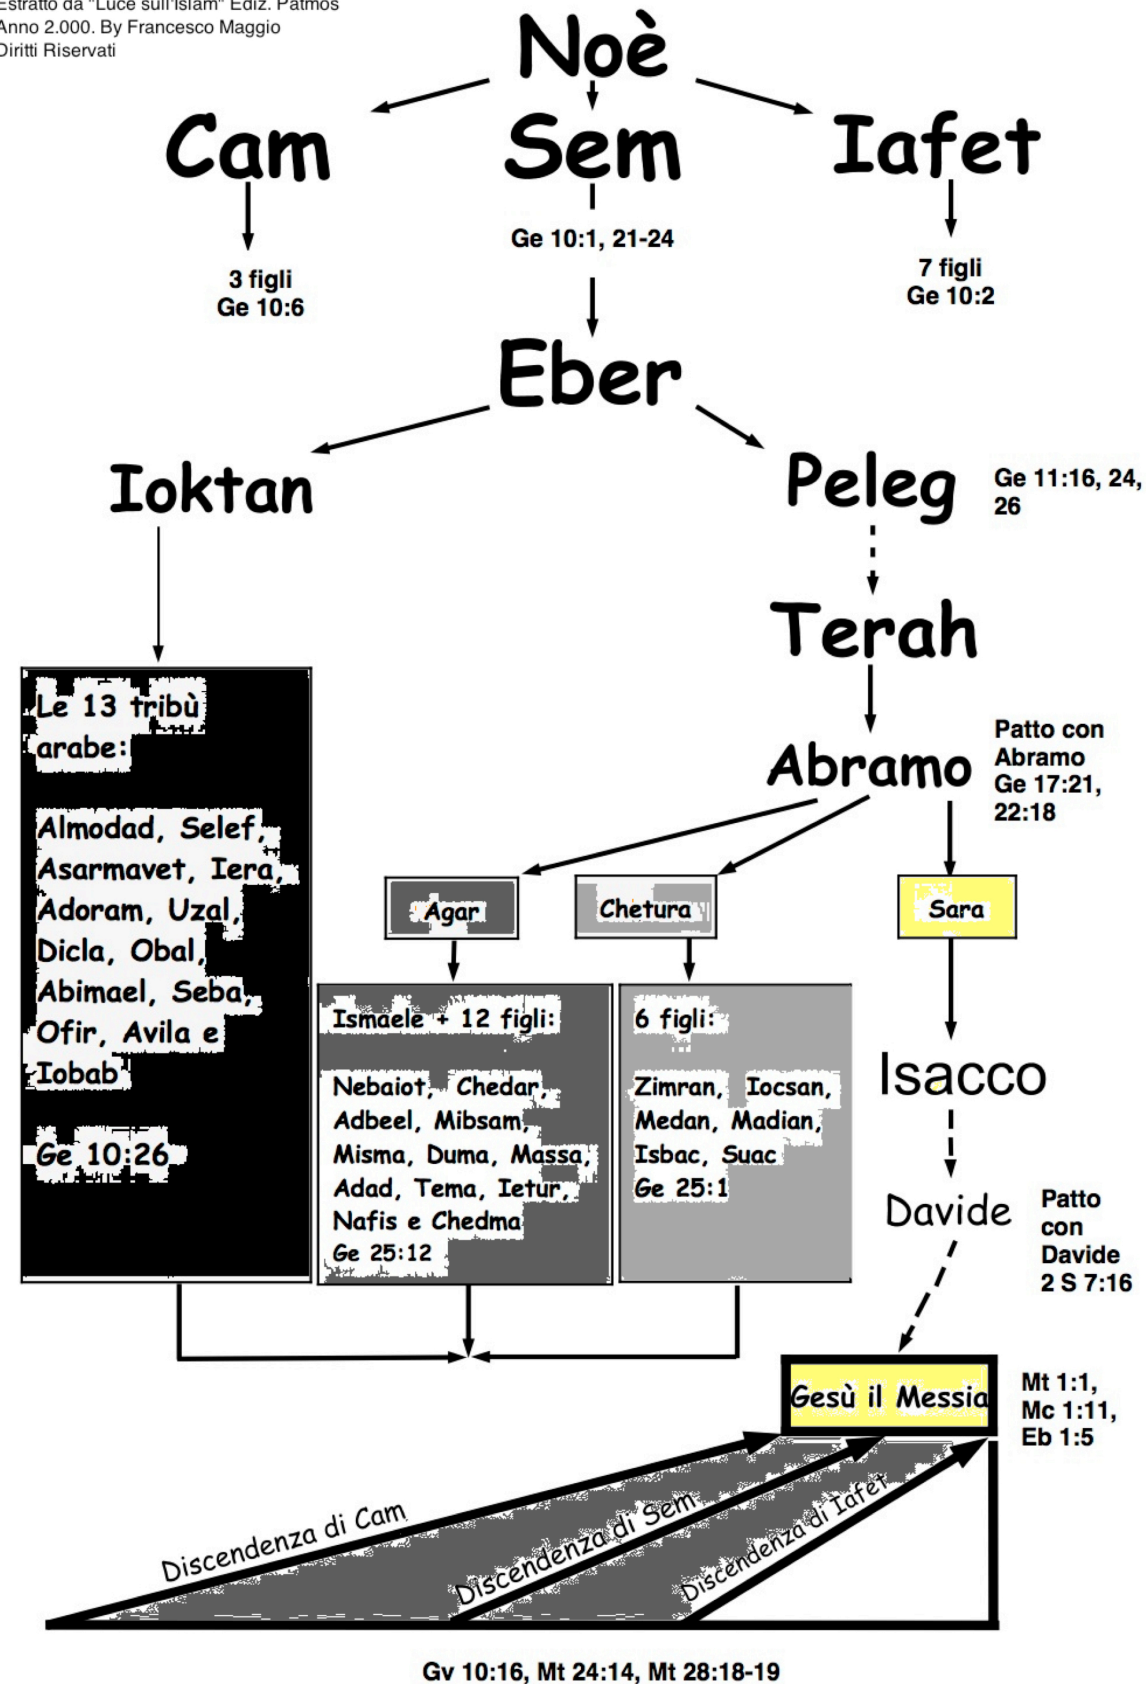 Estratto da "Luce sull'Islam" Ediz. Patmos
Anno 2.000. By Francesco Maggio
Diritti Riservati
Noè
Cam
Sem
Iafet
Ge 10:1, 21-24
3 figli
Ge 10:6
7 figli
Ge 10:2
Eber
Ioktan
Peleg
Ge 11:16, 24,
26
Terah
Le 13 tribù
arabe:
Almodad, Selef,
Asarmavet, Iera,
Adoram, Uzal,
Dicla, Obal,
Abimael, Seba,
Ofir, Avila e
Iobab
Ge 10:26
Abramo
Patto con
Abramo
Ge 17:21,
22:18
Agar
Chetura
Sara
Ismaele + 12 figli:
Nebaiot, Chedar,
Adbeel, Mibsam,
Misma, Duma, Massa,
Adad, Tema, Ietur,
Nafis e Chedma
Ge 25:12
6 figli:
Zimran, Iocsan,
Medan, Madian,
Isbac, Suac
Ge 25:1
Isacco
Davide
Patto
con
Davide
2 S 7:16
Gesù il Messia
Mt 1:1,
Mc 1:11,
Eb 1:5
Discendenza di Cam
Discendenza di Sem
Discendenza di Iafet
Gv 10:16, Mt 24:14, Mt 28:18-19